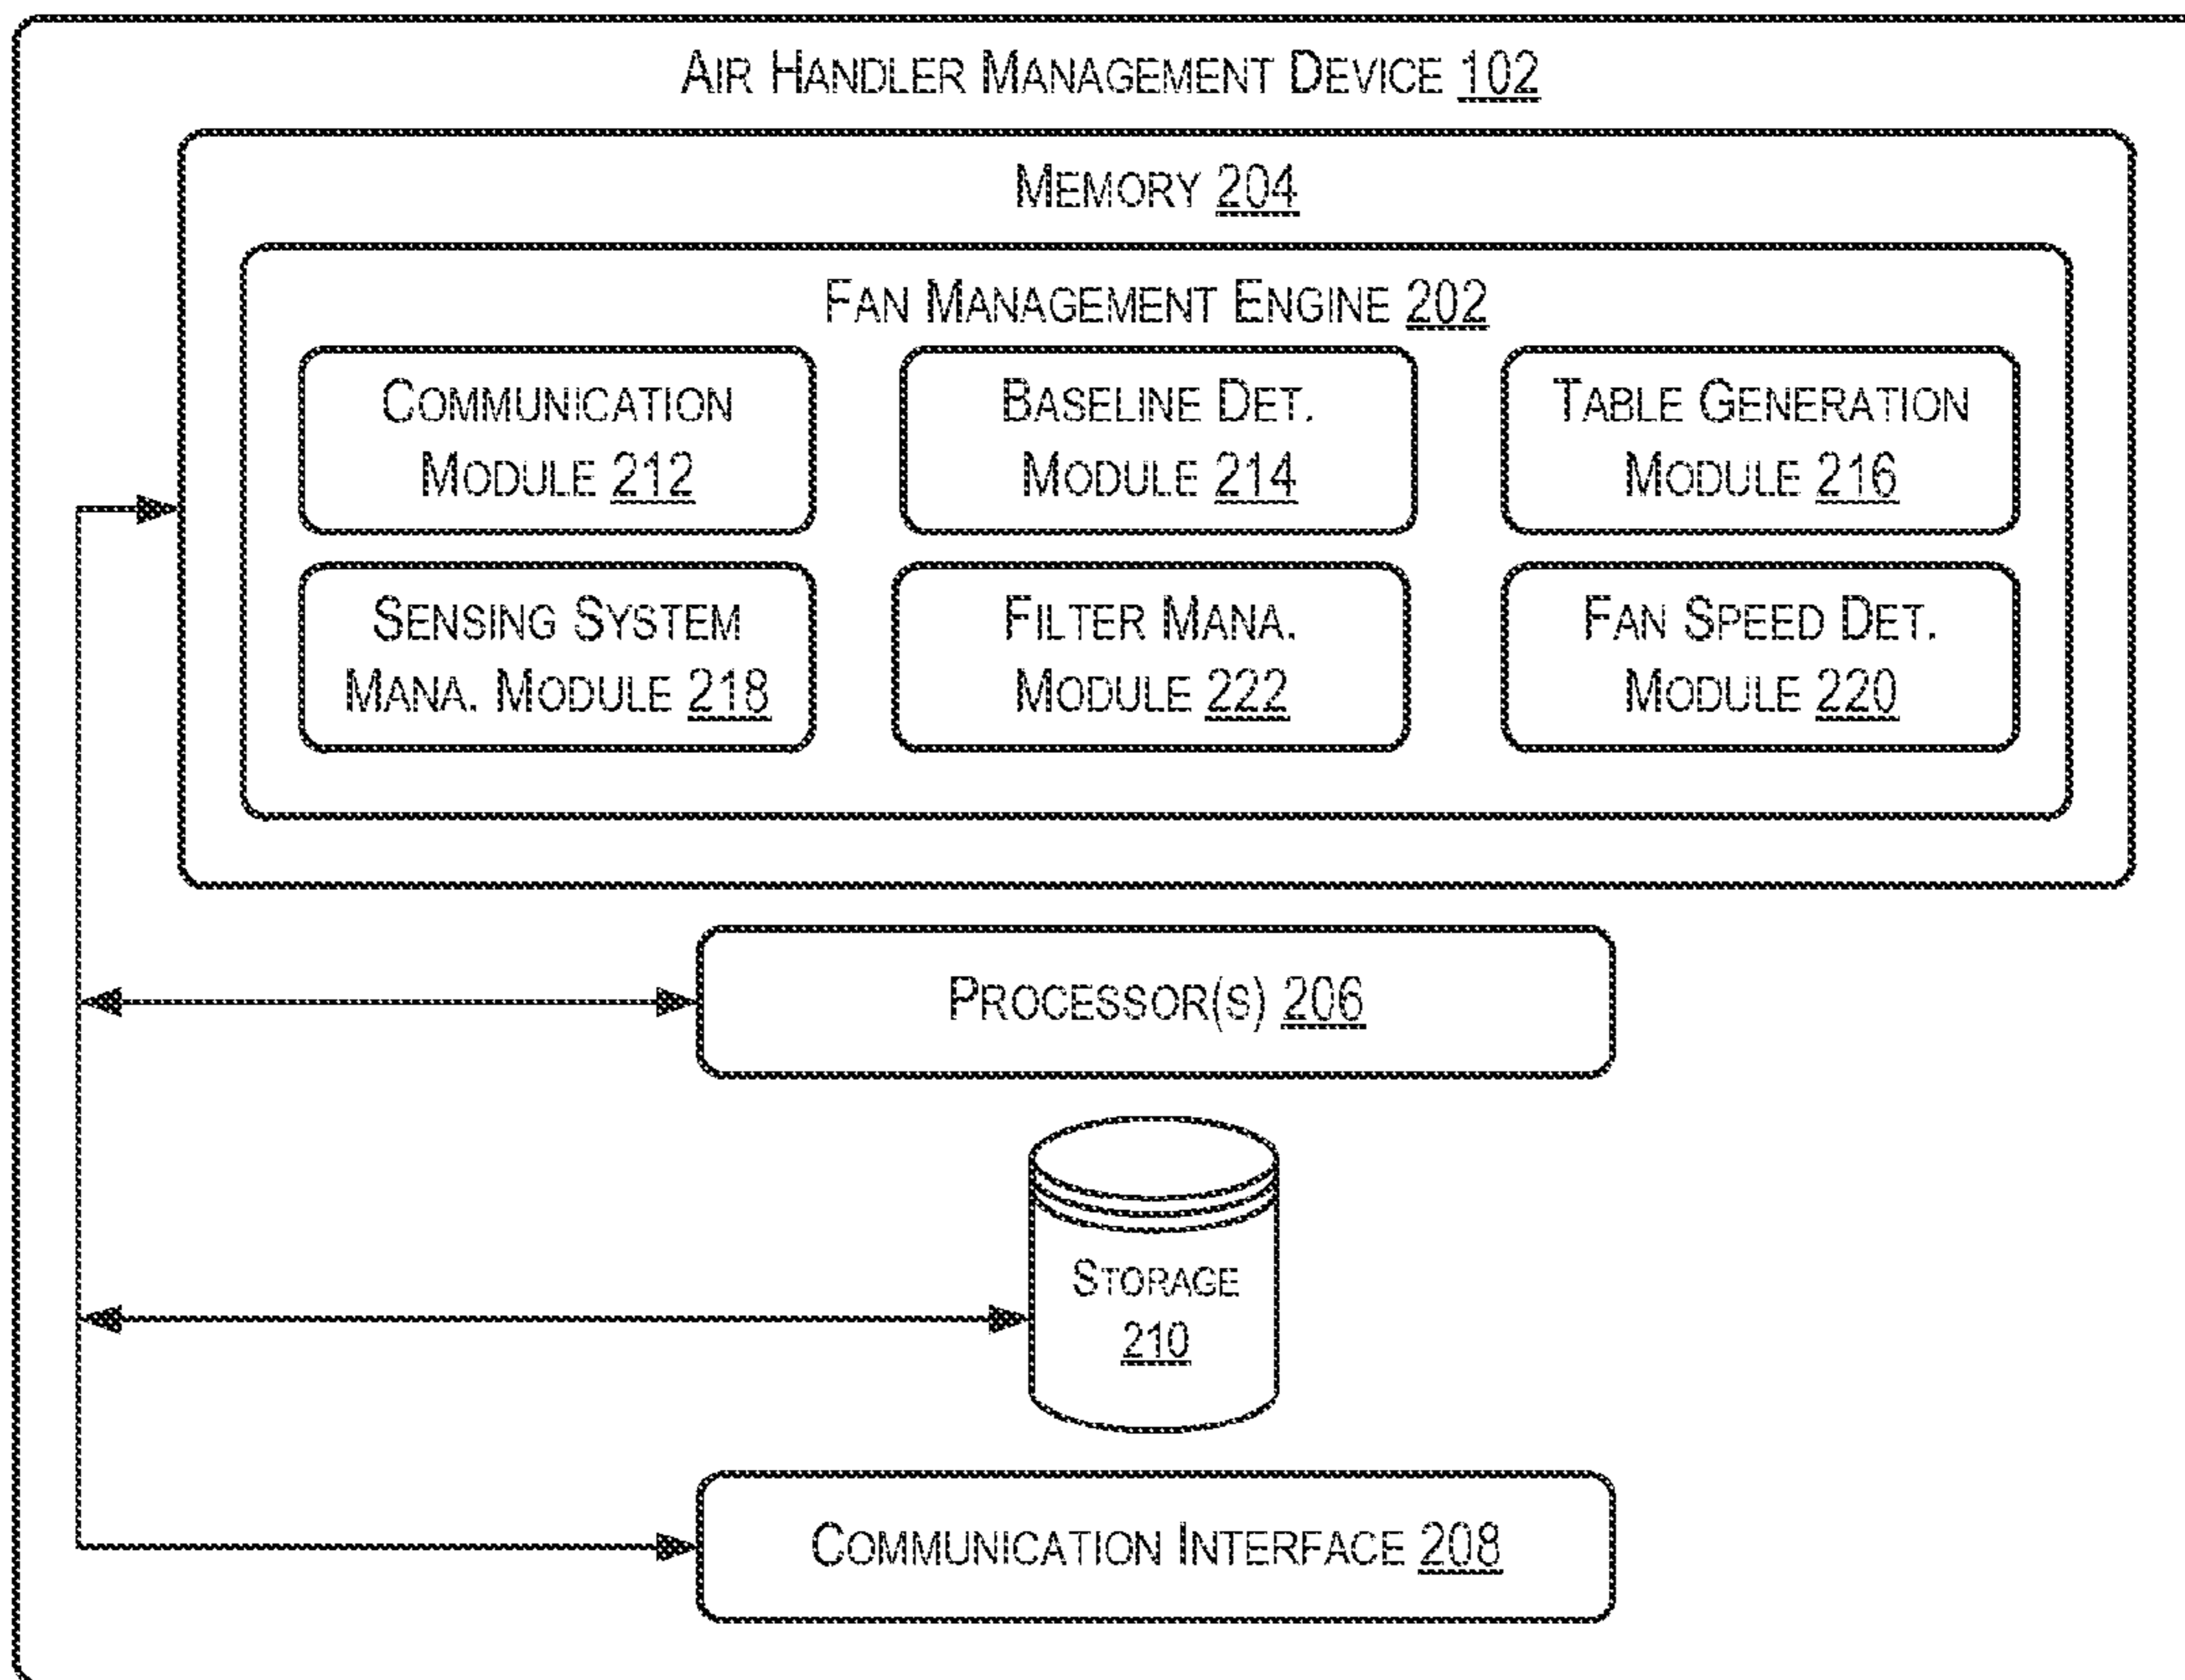 AIR HANDLER MANAGEMENT DEVICE 102
MEMORY 204
FAN MANAGEMENT ENGINE 202
COMMUNICATION
MODULE 212
BASELINE DET.
MODULE 214
TABLE GENERATION
MODULE 216
SENSING SYSTEM
MANA. MODULE 218
FILTER MANA.
MODULE 222
FAN SPEED DET.
MODULE 220
PROCESSOR(S) 206
STORAGE
210
COMMUNICATION INTERFACE 208